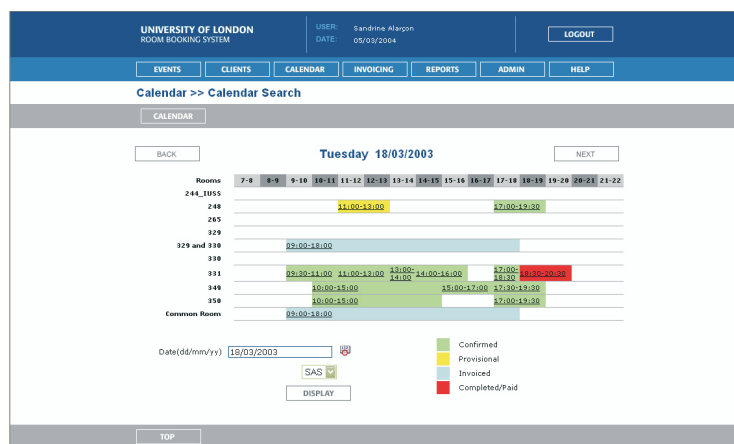 UNIVERSITY OF LONDON
ROOM BOOKING SYSTEM
USER: Sandrine Alarçon
DATE: 05/03/2004
LOGOUT
EVENTS CLIENTS CALENDAR INVOICING REPORTS ADMIN HELP
Calendar >> Calendar Search
CALENDAR
BACK Tuesday 18/03/2003 NEXT
Rooms 7-8 8-9 9-10 10-11 11-12 12-13 13-14 14-15 15-16 16-17 17-18 18-19 19-20 20-21 21-22
244_IUSS
248 11:00-13:00 17:00-19:30
265
329
329 and 330 09:00-18:00
330
331 09:30-11:00 11:00-13:00 13:00-14:00 14:00-16:00 17:00-18:30 18:30-20:30
349 10:00-15:00 15:00-17:00 17:30-19:30
350 10:00-15:00 17:00-19:30
Common Room 09:00-18:00
Date(dd/mm/yy) 18/03/2003
SAS
DISPLAY
Confirmed
Provisional
Invoiced
Completed/Paid
TOP